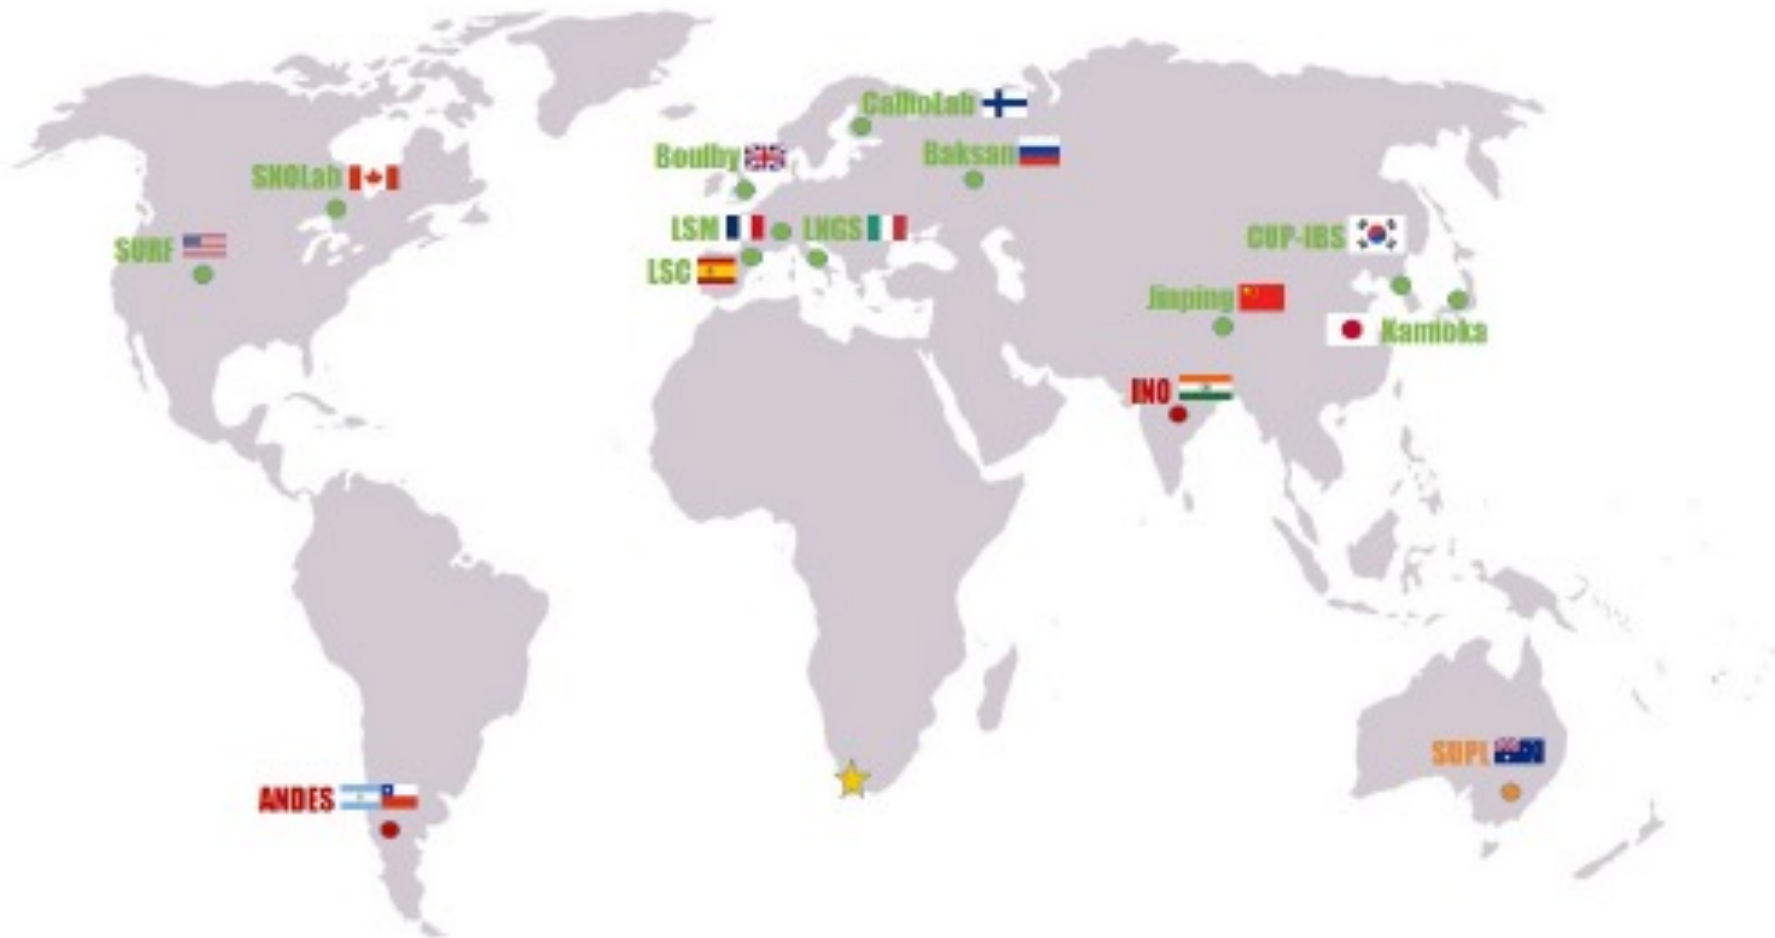 CallioLab
Boulby
Baksan
SNOLab
LSM
LNGS
SURF
CUP-IBS
LSC
Jinping
Kamioka
INO
SUPL
ANDES